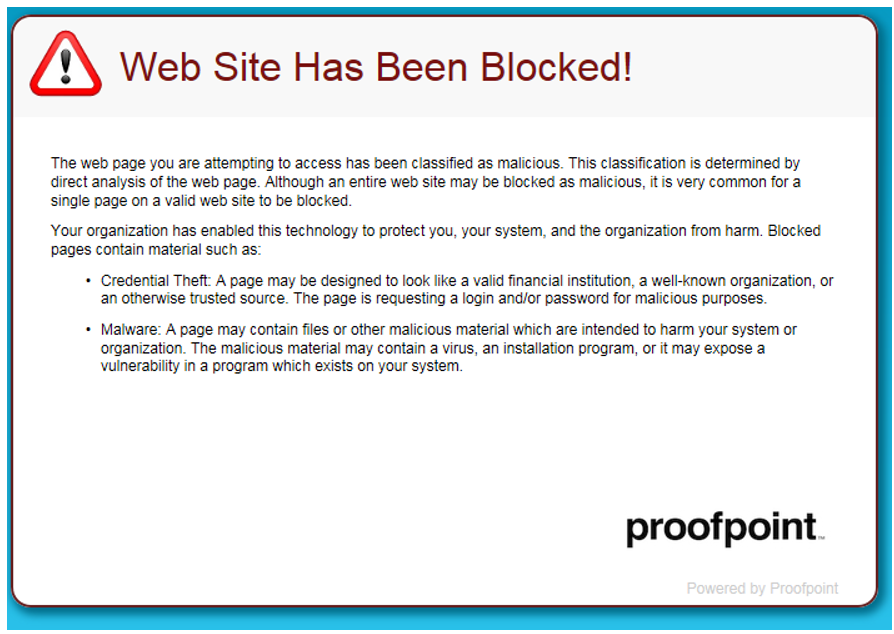 Web Site Has Been Blocked!
The web page you are attempting to access has been classified as malicious. This classification is determined by
direct analysis of the web page. Although an entire web site may be blocked as malicious, it is very common for a
single page on a valid web site to be blocked.
Your organization has enabled this technology to protect you, your system, and the organization from harm. Blocked
pages contain material such as:
• Credential Theft: A page may be designed to look like a valid financial institution, a well-known organization, or
an otherwise trusted source. The page is requesting a login and/or password for malicious purposes.
• Malware: A page may contain files or other malicious material which are intended to harm your system or
organization. The malicious material may contain a virus, an installation program, or it may expose a
vulnerability in a program which exists on your system.
proofpoint™
Powered by Proofpoint